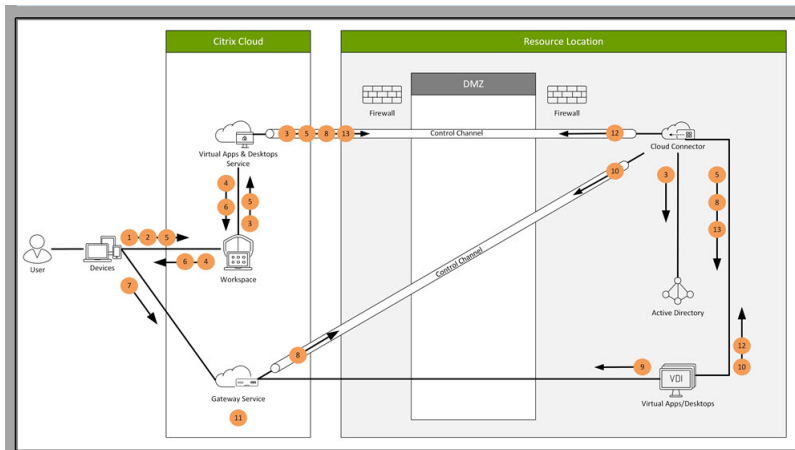 Citrix Cloud
Resource Location
DMZ
Firewall
Firewall
3 5 8 13
Control Channel
12
Virtual Apps & Desktops
Service
Cloud Connector
4
6
5
3
10
3
5
8
13
1 2 5
User
Devices
6 4
Workspace
Control Channel
7
Active Directory
8
12
10
9
VDI
Gateway Service
Virtual Apps/Desktops
11